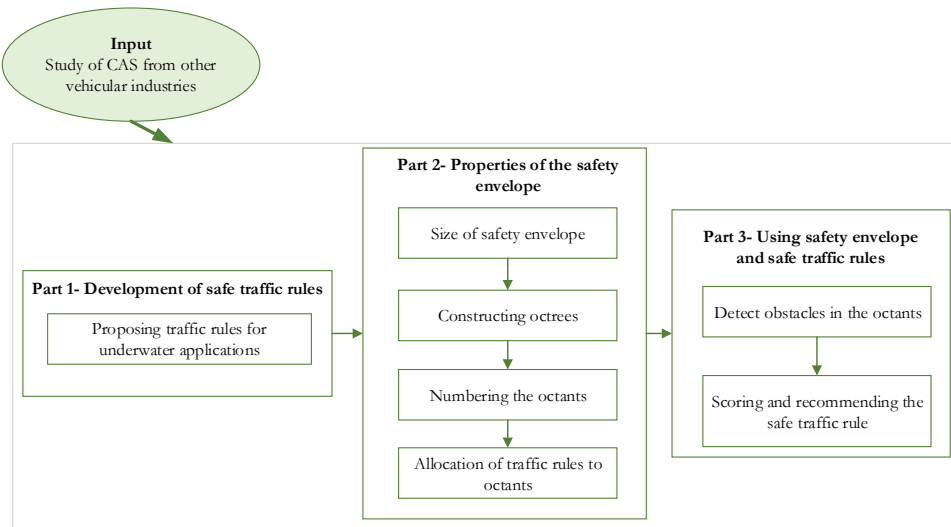 Input
Study of CAS from other
vehicular industries
Part 1- Development of safe traffic rules
Proposing traffic rules for
underwater applications
Part 2- Properties of the safety
envelope
Size of safety envelope
Constructing octrees
Numbering the octants
Allocation of traffic rules to
octants
Part 3- Using safety envelope
and safe traffic rules
Detect obstacles in the octants
Scoring and recommending the
safe traffic rule